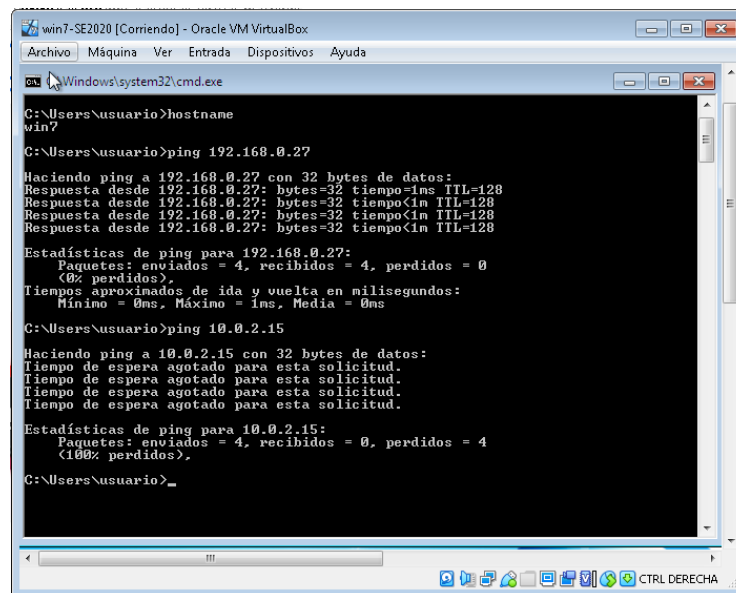 win7-SE2020 [Corriendo] - Oracle VM VirtualBox
Archivo Máquina Ver Entrada Dispositivos Ayuda
Windows\system32\cmd.exe
C:\Users\usuario>hostname
win7
C:\Users\usuario>ping 192.168.0.27
Haciendo ping a 192.168.0.27 con 32 bytes de datos:
Respuesta desde 192.168.0.27: bytes=32 tiempo=1ms TTL=128
Respuesta desde 192.168.0.27: bytes=32 tiempo<1m TTL=128
Respuesta desde 192.168.0.27: bytes=32 tiempo<1m TTL=128
Respuesta desde 192.168.0.27: bytes=32 tiempo<1m TTL=128
Estadísticas de ping para 192.168.0.27:
Paquetes: enviados = 4, recibidos = 4, perdidos = 0
(0% perdidos),
Tiempos aproximados de ida y vuelta en milisegundos:
Mínimo = 0ms, Máximo = 1ms, Media = 0ms
C:\Users\usuario>ping 10.0.2.15
Haciendo ping a 10.0.2.15 con 32 bytes de datos:
Tiempo de espera agotado para esta solicitud.
Tiempo de espera agotado para esta solicitud.
Tiempo de espera agotado para esta solicitud.
Tiempo de espera agotado para esta solicitud.
Estadísticas de ping para 10.0.2.15:
Paquetes: enviados = 4, recibidos = 0, perdidos = 4
(100% perdidos),
C:\Users\usuario>_
CTRL DERECHA